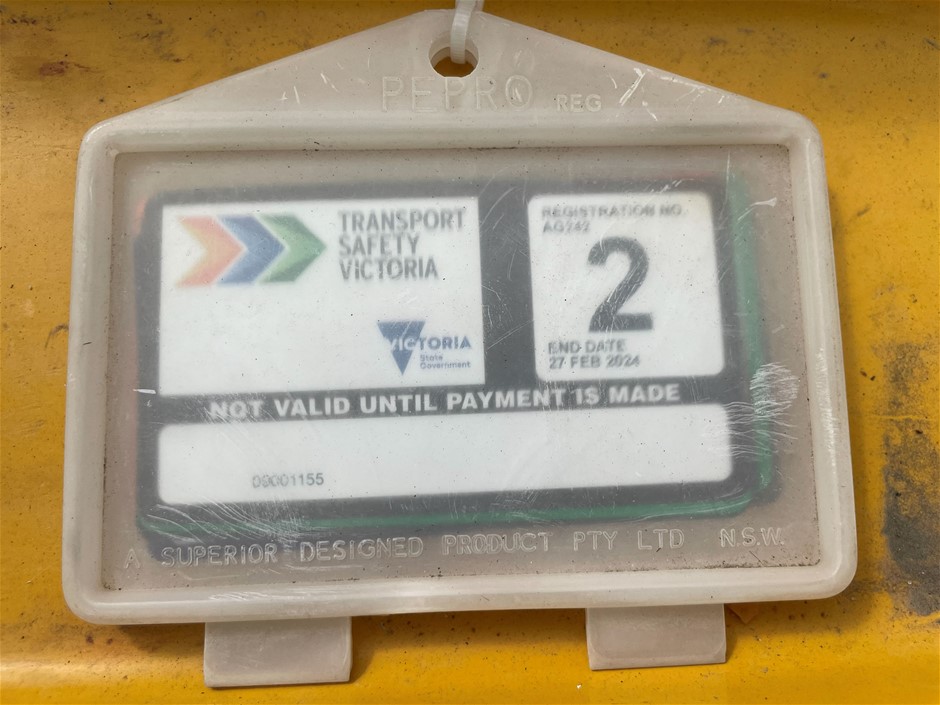 PEPRO REG
TRANSPORT
SAFETY
VICTORIA
VICTORIA
State
Government
REGISTRATION NO.
AG242
2
END DATE
27 FEB 2024
NOT VALID UNTIL PAYMENT IS MADE
09001155
A SUPERIOR DESIGNED PRODUCT PTY LTD N.S.W.